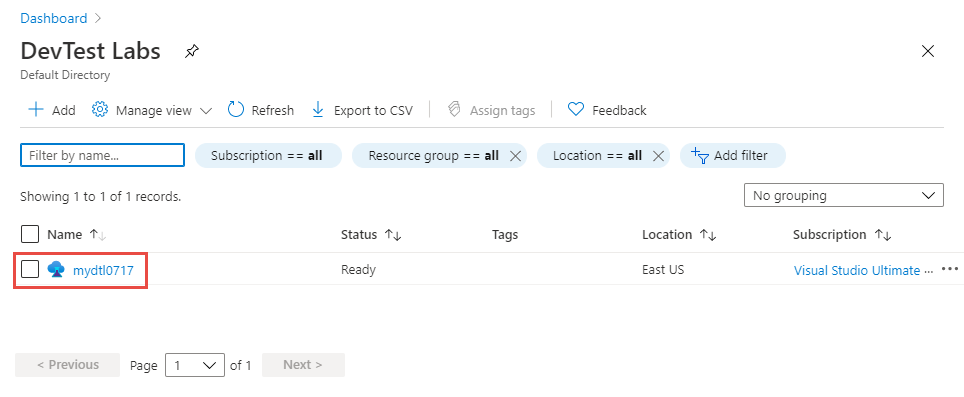 Dashboard >
DevTest Labs
Default Directory
Add Manage view Refresh Export to CSV Assign tags Feedback
Filter by name... Subscription == all Resource group == all Location == all Add filter
Showing 1 to 1 of 1 records. No grouping
Name ↑↓ Status ↑↓ Tags Location ↑↓ Subscription ↑↓
mydtl0717 Ready East US Visual Studio Ultimate ... ...
< Previous Page 1 of 1 Next >